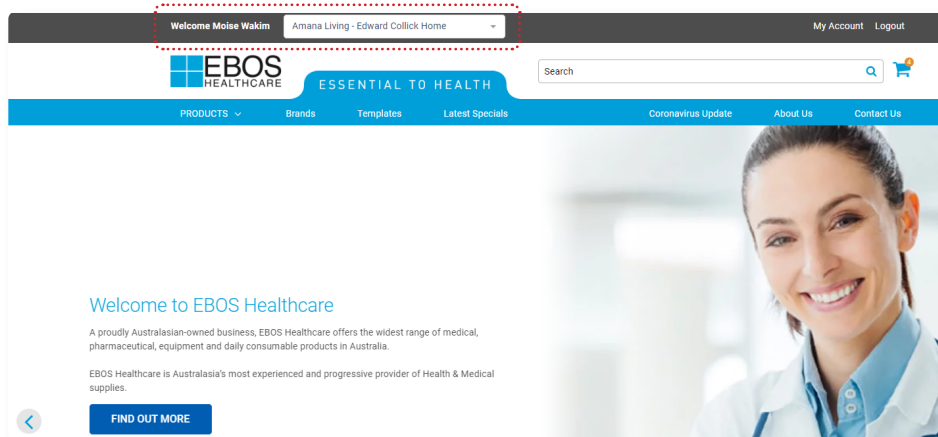 Welcome Moise Wakim Amana Living - Edward Collick Home My Account Logout
EBOS
HEALTHCARE
ESSENTIAL TO HEALTH
Search
4
PRODUCTS Brands Templates Latest Specials Coronavirus Update About Us Contact Us
Welcome to EBOS Healthcare
A proudly Australasian-owned business, EBOS Healthcare offers the widest range of medical,
pharmaceutical, equipment and daily consumable products in Australia.
EBOS Healthcare is Australasia's most experienced and progressive provider of Health & Medical
supplies.
FIND OUT MORE